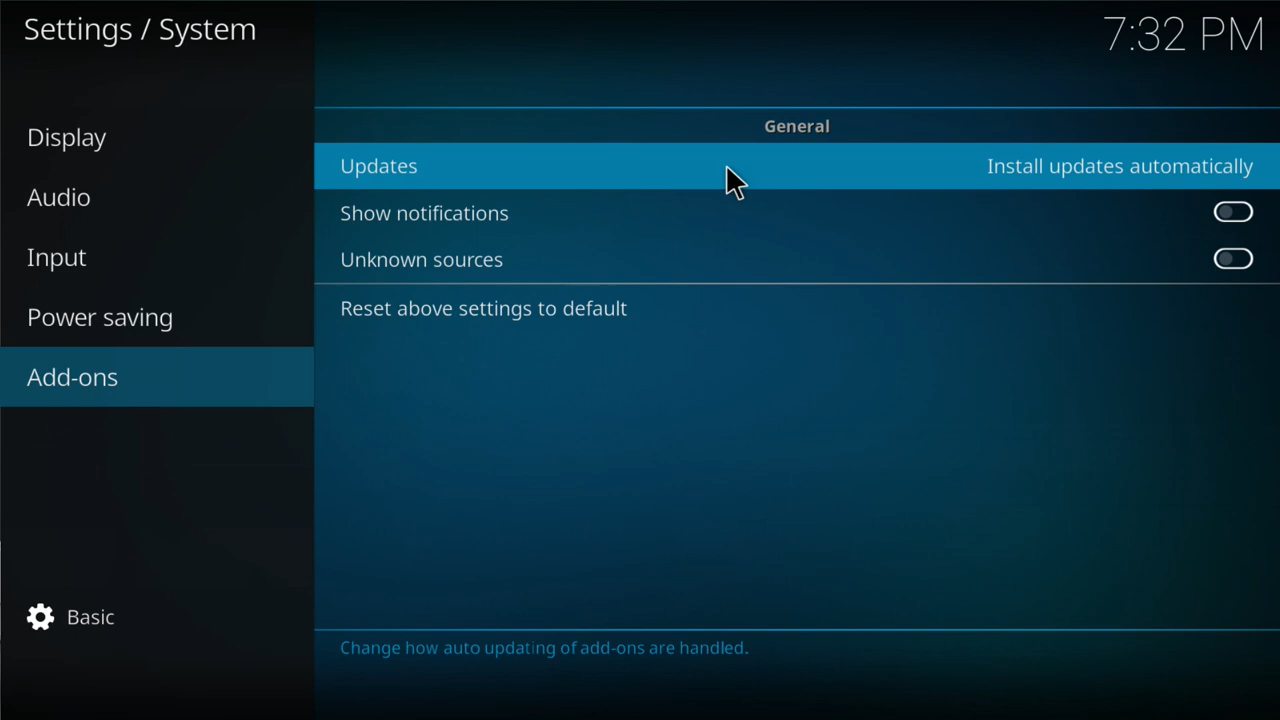 Settings / System
7:32 PM
Display
Audio
Input
Power saving
Add-ons
Basic
General
Updates Install updates automatically
Show notifications
Unknown sources
Reset above settings to default
Change how auto updating of add-ons are handled.